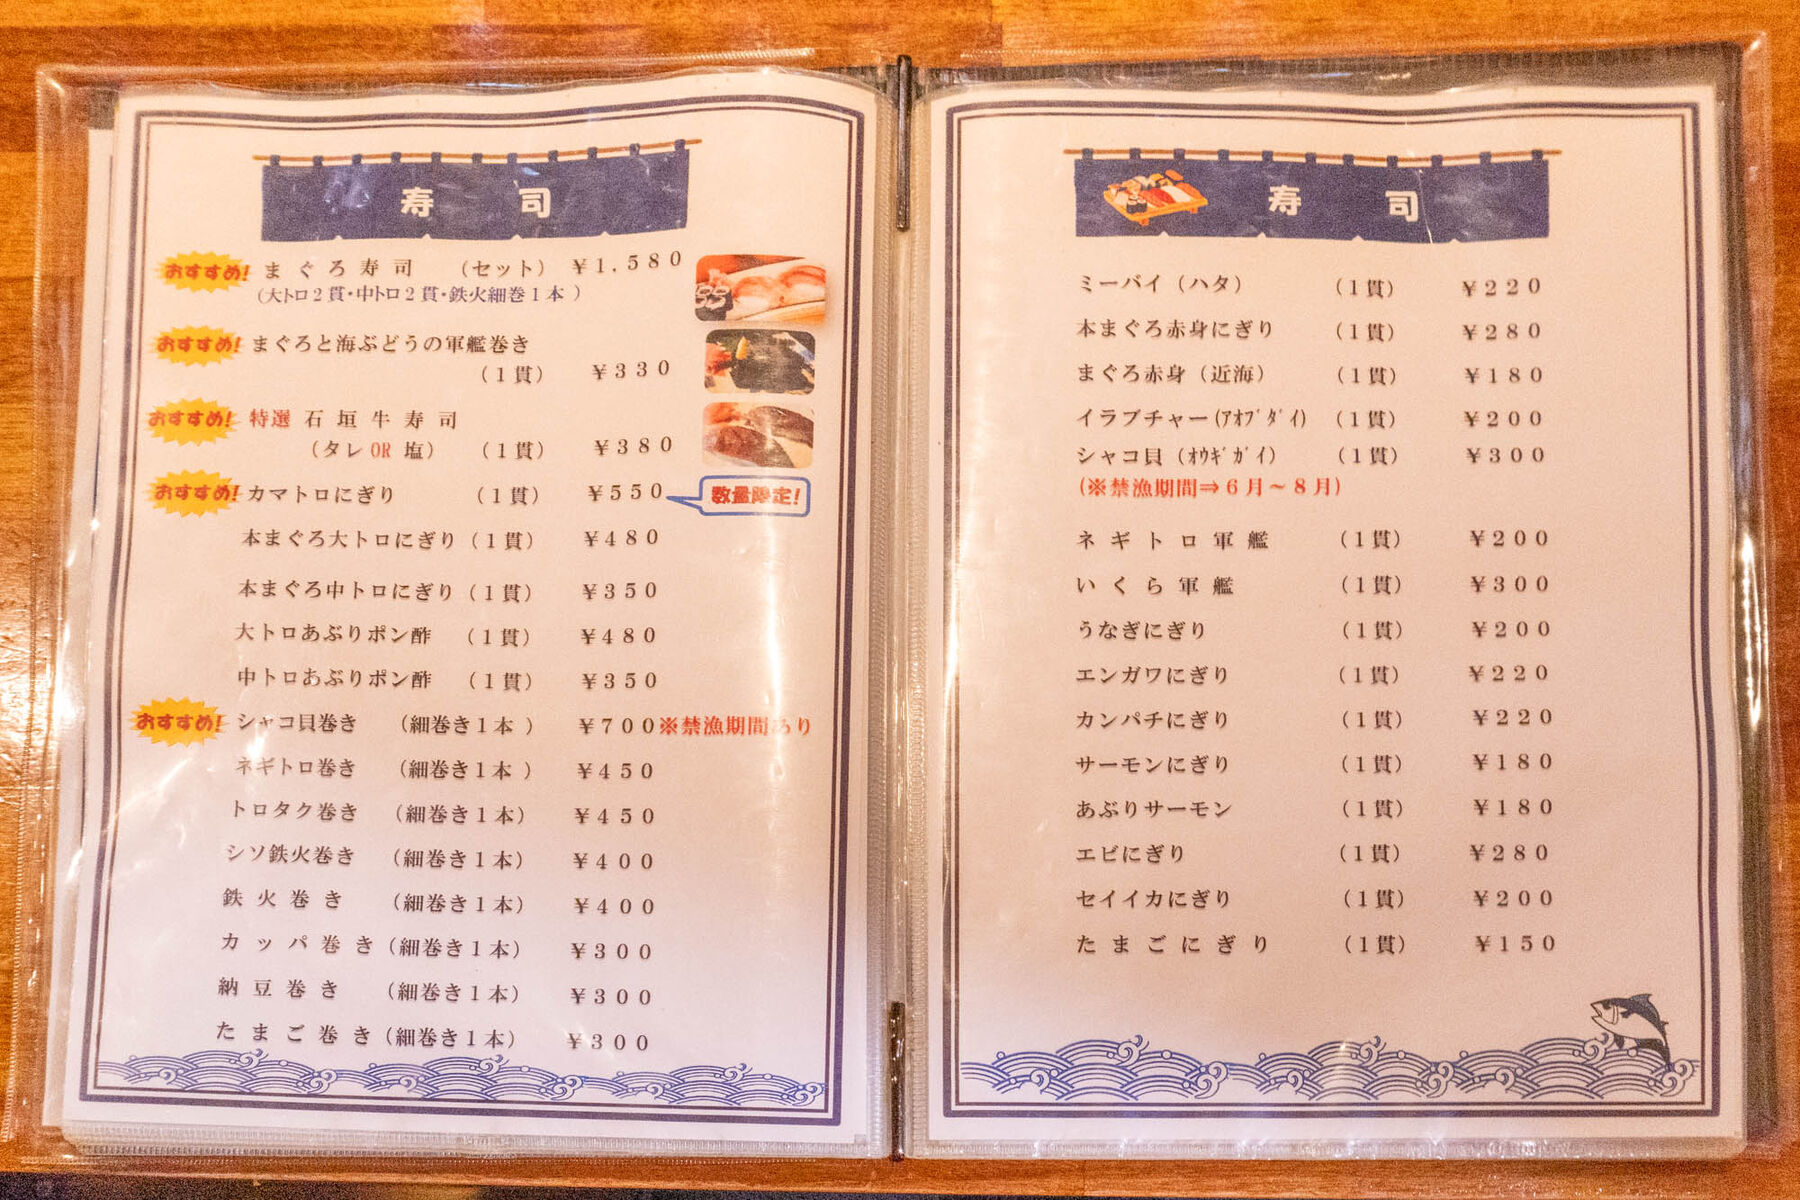 寿司
おすすめ! まぐろ寿司 (セット) ¥1,580
(大トロ2貫・中トロ2貫・鉄火細巻1本)
おすすめ! まぐろと海ぶどうの軍艦巻き
(1貫) ¥330
おすすめ! 特選 石垣牛寿司
(タレOR 塩) (1貫) ¥380
おすすめ! カマトロにぎり (1貫) ¥550 数量限定!
本まぐろ大トロにぎり (1貫) ¥480
本まぐろ中トロにぎり (1貫) ¥350
大トロあぶりポン酢 (1貫) ¥480
中トロあぶりポン酢 (1貫) ¥350
おすすめ! シャコ貝巻き (細巻き1本) ¥700※禁漁期間あり
ネギトロ巻き (細巻き1本) ¥450
トロタク巻き (細巻き1本) ¥450
シソ鉄火巻き (細巻き1本) ¥400
鉄火巻き (細巻き1本) ¥400
カッパ巻き (細巻き1本) ¥300
納豆巻き (細巻き1本) ¥300
たまご巻き (細巻き1本) ¥300
寿司
ミーバイ (ハタ) (1貫) ¥220
本まぐろ赤身にぎり (1貫) ¥280
まぐろ赤身 (近海) (1貫) ¥180
イラブチャー(ｱｵﾌﾞﾀﾞｲ) (1貫) ¥200
シャコ貝 (ｵｳｷﾞｶﾞｲ) (1貫) ¥300
(※禁漁期間⇒6月~8月)
ネギトロ軍艦 (1貫) ¥200
いくら軍艦 (1貫) ¥300
うなぎにぎり (1貫) ¥200
エンガワにぎり (1貫) ¥220
カンパチにぎり (1貫) ¥220
サーモンにぎり (1貫) ¥180
あぶりサーモン (1貫) ¥180
エビにぎり (1貫) ¥280
セイイカにぎり (1貫) ¥200
たまごにぎり (1貫) ¥150